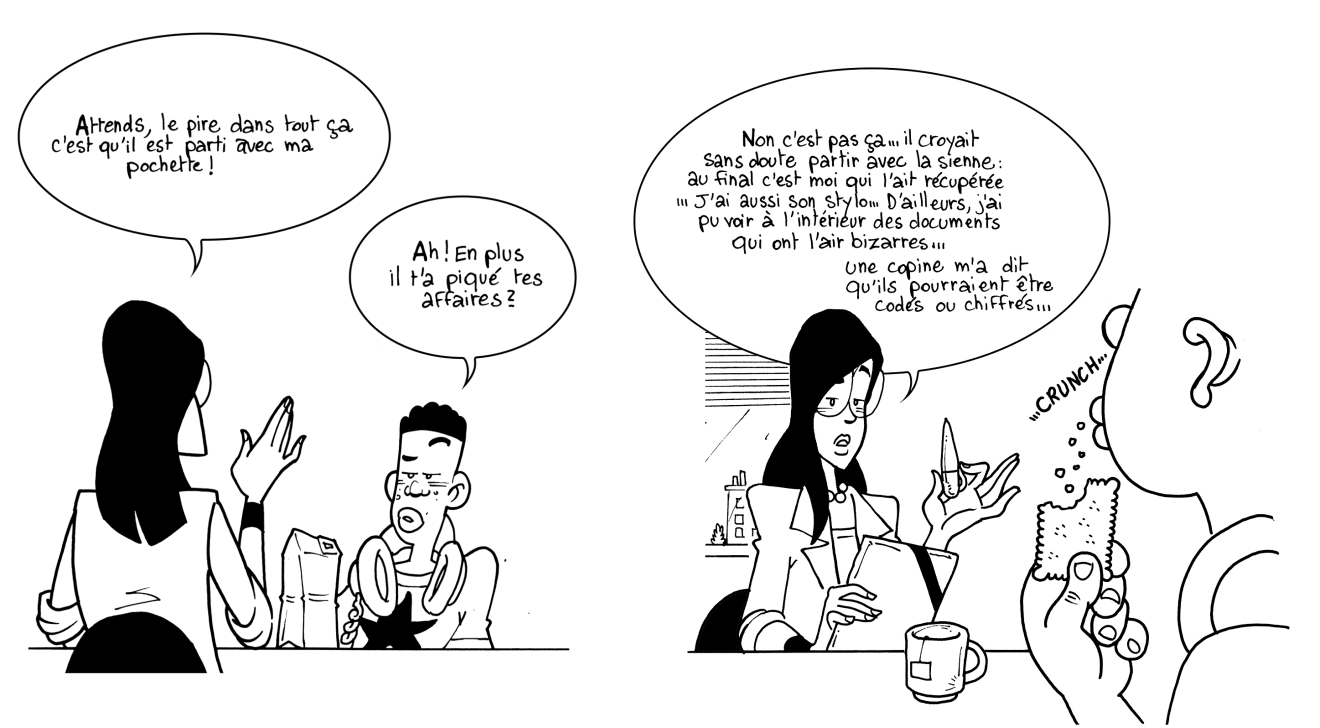 Attends, le pire dans tout ça
c'est qu'il est parti avec ma
pochette !
Ah ! En plus
il t'a piqué tes
affaires ?
Non c'est pas ça... il croyait
sans doute partir avec la sienne :
au final c'est moi qui l'ait récupérée
... J'ai aussi son stylo... D'ailleurs, j'ai
pu voir à l'intérieur des documents
qui ont l'air bizarres...
une copine m'a dit
qu'ils pourraient être
codés ou chiffrés...
...CRUNCH...